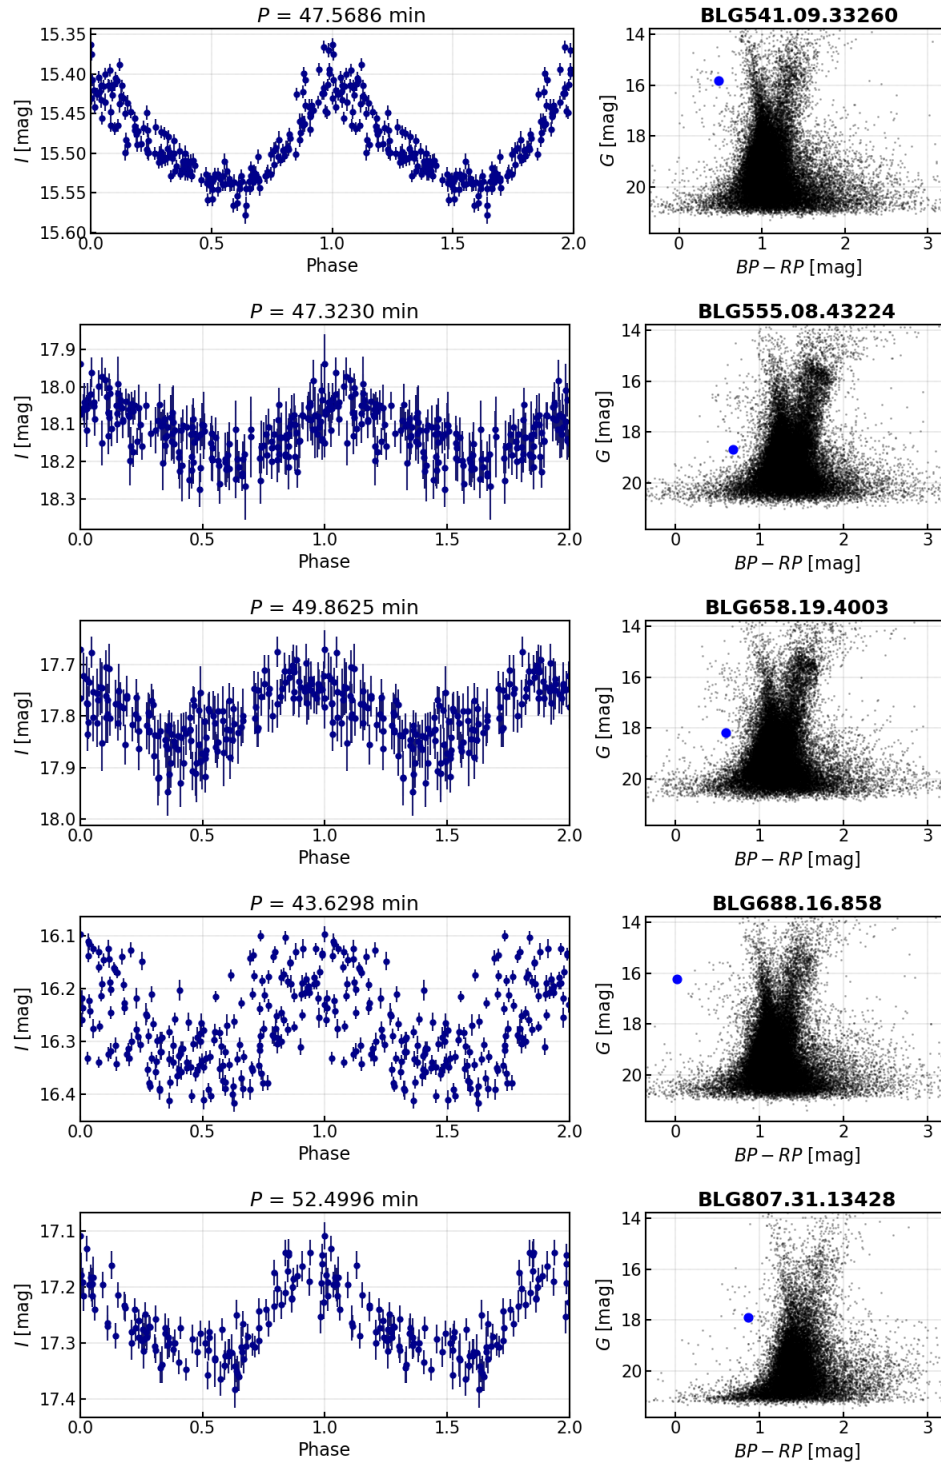 P = 47.5686 min
BLG541.09.33260
15.35
15.40
15.45
15.50
15.55
15.60
I [mag]
0.0 0.5 1.0 1.5 2.0
Phase
14
16
18
20
G [mag]
0 1 2 3
BP − RP [mag]
P = 47.3230 min
BLG555.08.43224
17.9
18.0
18.1
18.2
18.3
I [mag]
0.0 0.5 1.0 1.5 2.0
Phase
14
16
18
20
G [mag]
0 1 2 3
BP − RP [mag]
P = 49.8625 min
BLG658.19.4003
17.7
17.8
17.9
18.0
I [mag]
0.0 0.5 1.0 1.5 2.0
Phase
14
16
18
20
G [mag]
0 1 2 3
BP − RP [mag]
P = 43.6298 min
BLG688.16.858
16.1
16.2
16.3
16.4
I [mag]
0.0 0.5 1.0 1.5 2.0
Phase
14
16
18
20
G [mag]
0 1 2 3
BP − RP [mag]
P = 52.4996 min
BLG807.31.13428
17.1
17.2
17.3
17.4
I [mag]
0.0 0.5 1.0 1.5 2.0
Phase
14
16
18
20
G [mag]
0 1 2 3
BP − RP [mag]